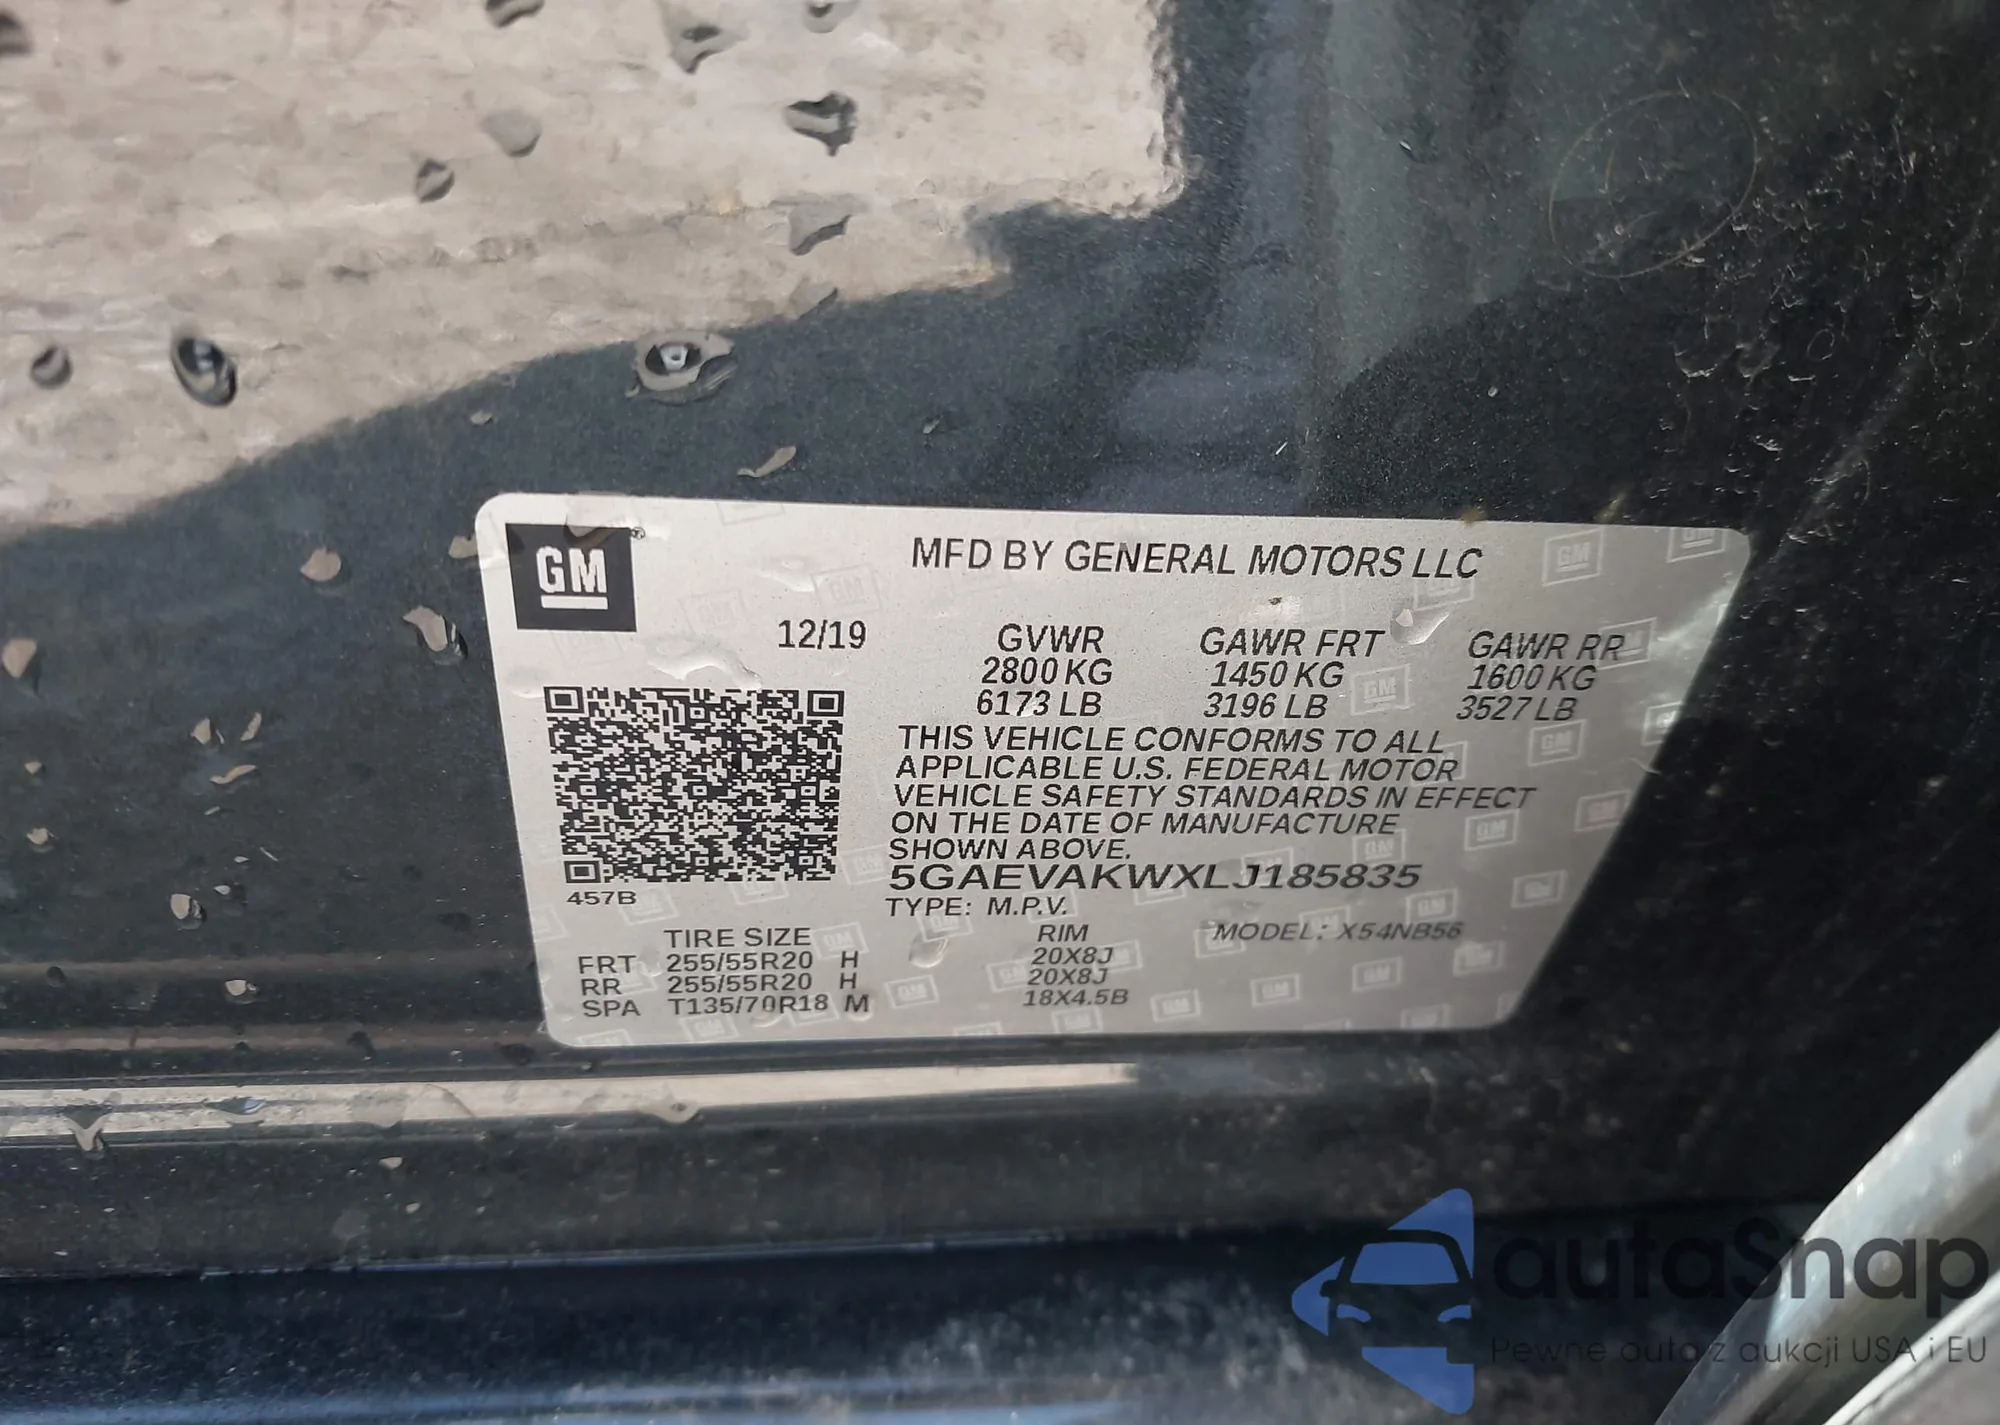 GM ®
MFD BY GENERAL MOTORS LLC
12/19 GVWR GAWR FRT GAWR RR
2800 KG 1450 KG 1600 KG
6173 LB 3196 LB 3527 LB
THIS VEHICLE CONFORMS TO ALL
APPLICABLE U.S. FEDERAL MOTOR
VEHICLE SAFETY STANDARDS IN EFFECT
ON THE DATE OF MANUFACTURE
SHOWN ABOVE.
5GAEVAKWXLJ185835
457B
TYPE: M.P.V. MODEL: X54NB56
TIRE SIZE RIM
FRT 255/55R20 H 20X8J
RR 255/55R20 H 20X8J
SPA T135/70R18 M 18X4.5B
autaSnap
Pewne auta z aukcji USA i EU